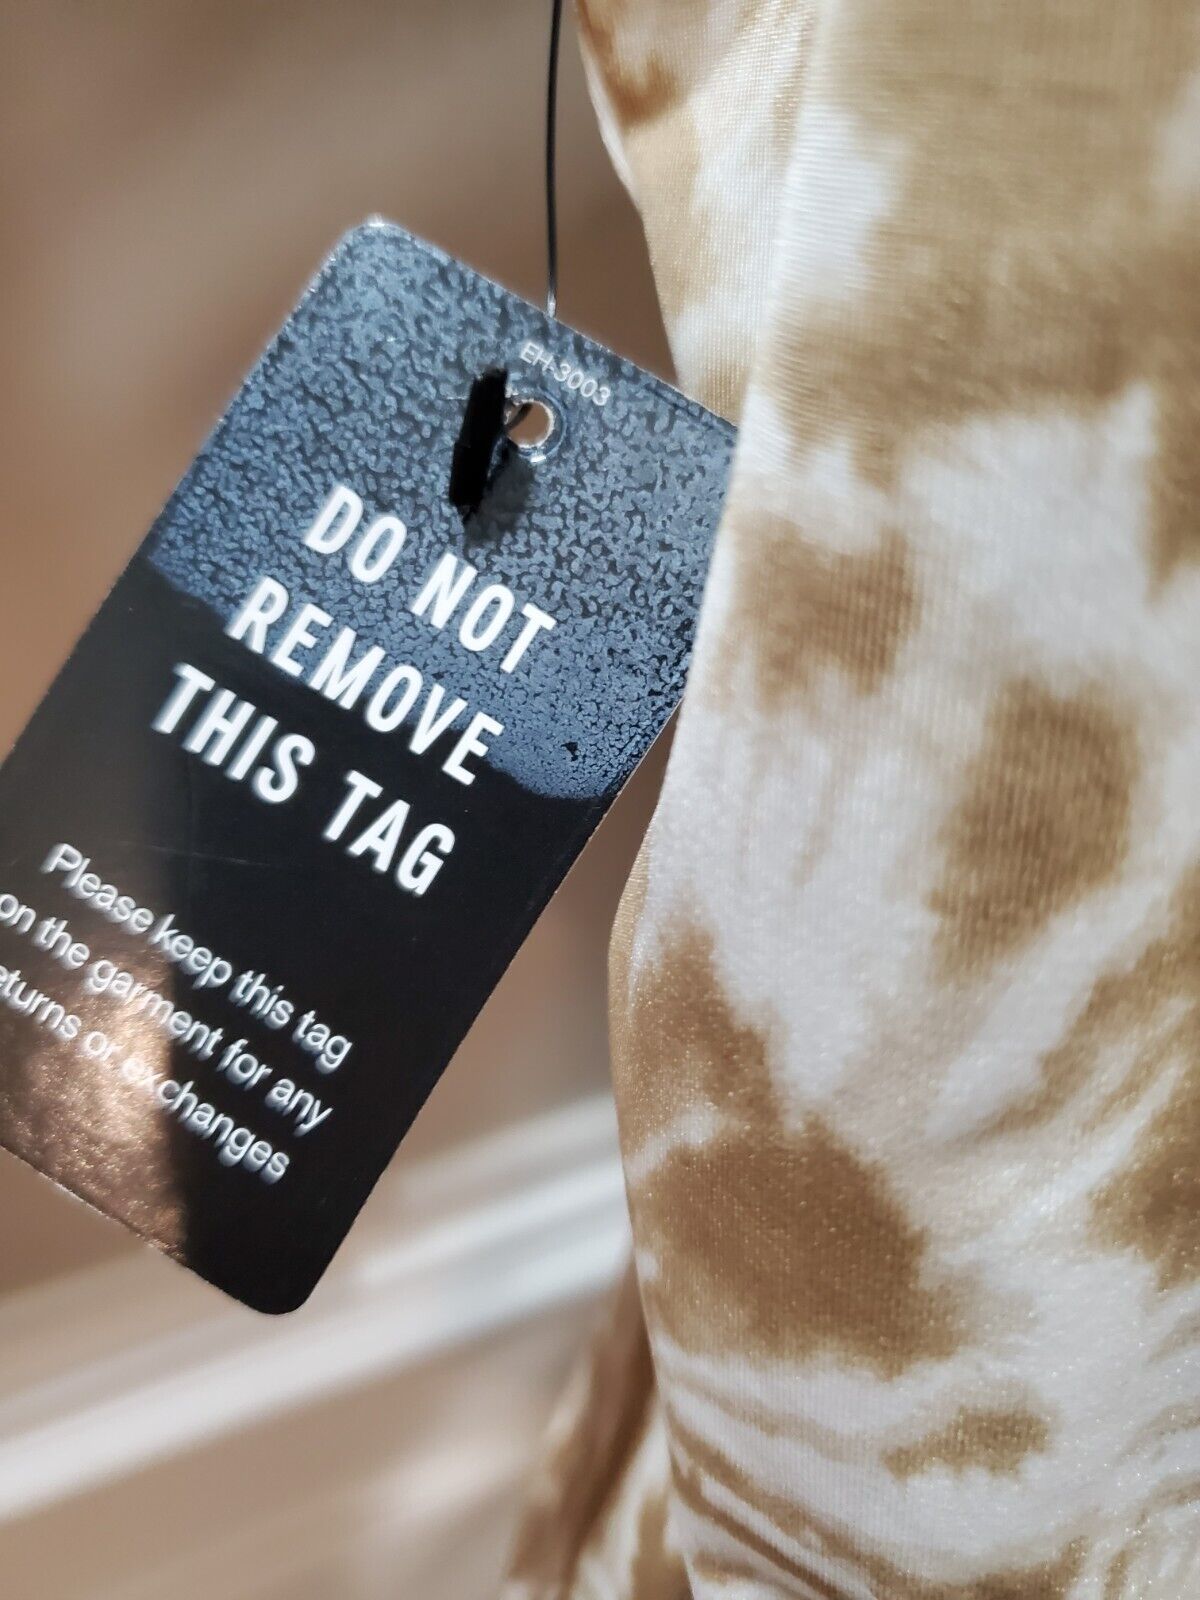 EH-3003
DO NOT
REMOVE
THIS TAG
Please keep this tag
on the garment for any
eturns or exchanges